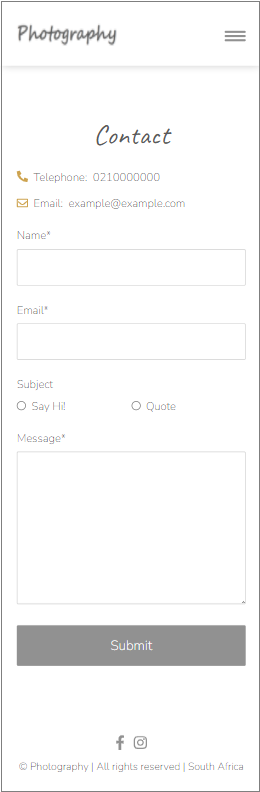 Photography
Contact
Telephone: 0210000000
Email: example@example.com
Name*
Email*
Subject
Say Hi! Quote
Message*
Submit
© Photography | All rights reserved | South Africa